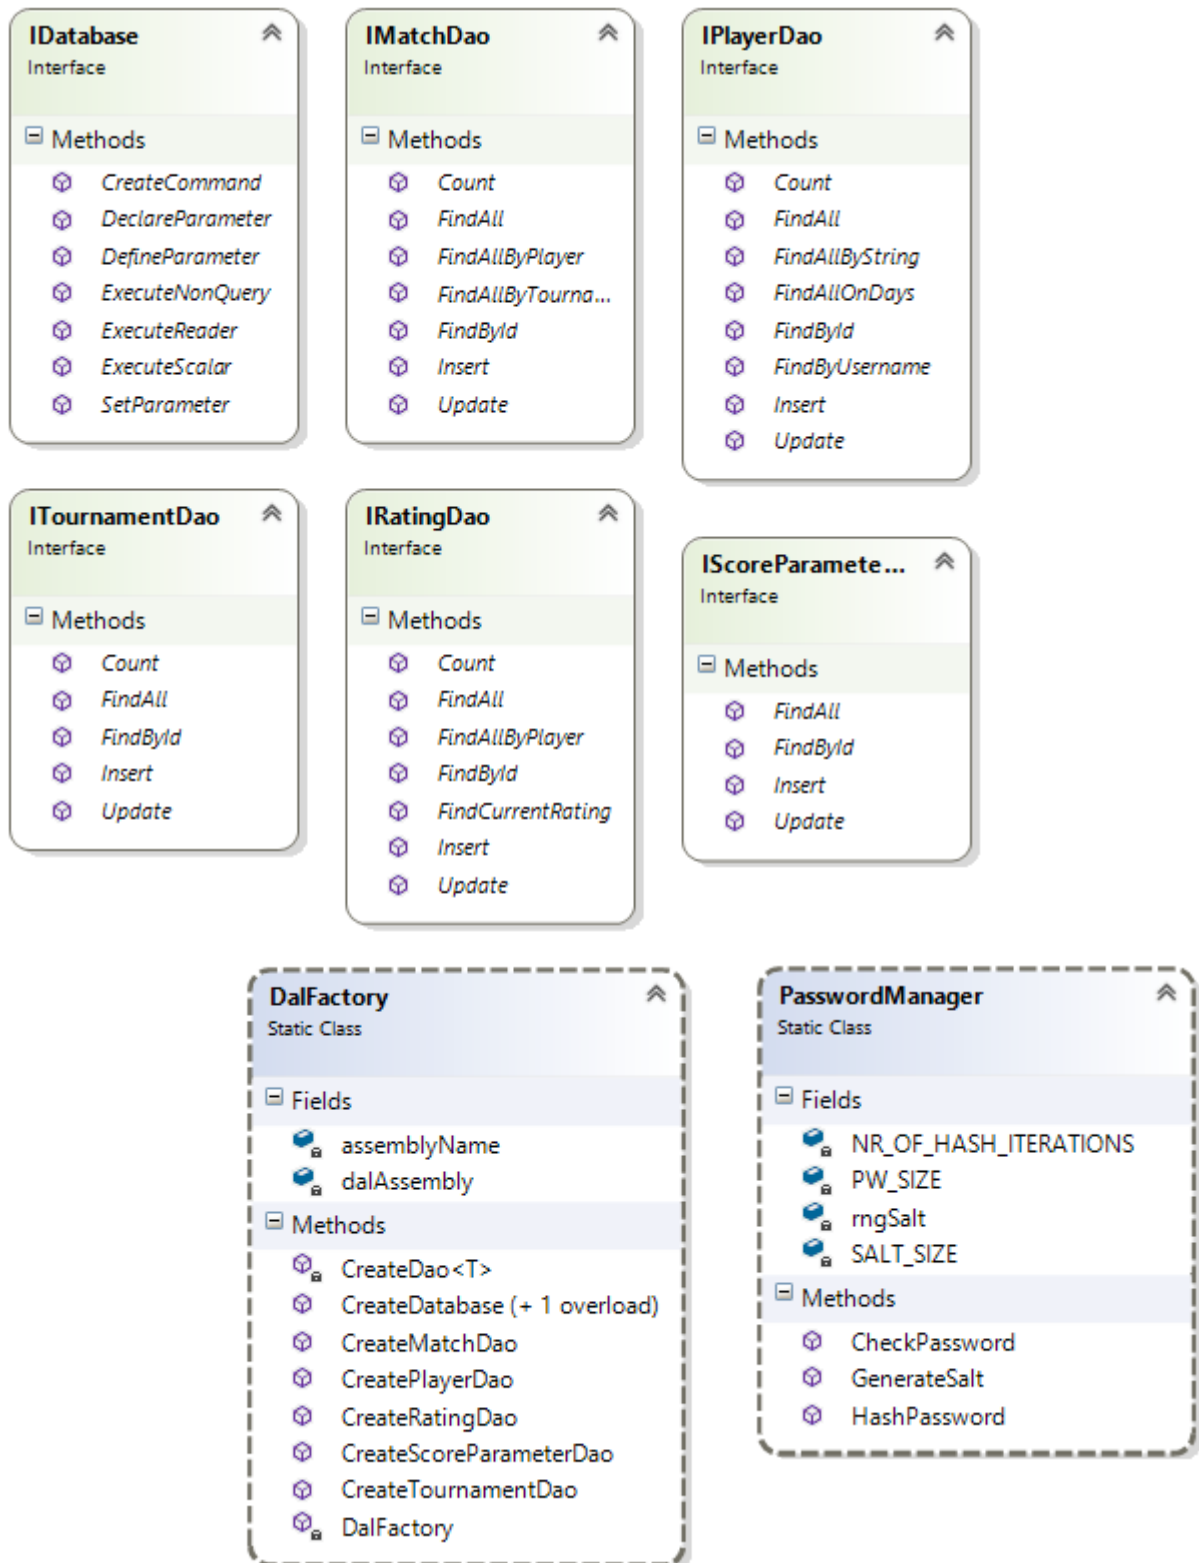 IDatabase
Interface
Methods
CreateCommand
DeclareParameter
DefineParameter
ExecuteNonQuery
ExecuteReader
ExecuteScalar
SetParameter
IMatchDao
Interface
Methods
Count
FindAll
FindAllByPlayer
FindAllByTourna...
FindById
Insert
Update
IPlayerDao
Interface
Methods
Count
FindAll
FindAllByString
FindAllOnDays
FindById
FindByUsername
Insert
Update
ITournamentDao
Interface
Methods
Count
FindAll
FindById
Insert
Update
IRatingDao
Interface
Methods
Count
FindAll
FindAllByPlayer
FindById
FindCurrentRating
Insert
Update
IScoreParamete...
Interface
Methods
FindAll
FindById
Insert
Update
DalFactory
Static Class
Fields
assemblyName
dalAssembly
Methods
CreateDao<T>
CreateDatabase (+ 1 overload)
CreateMatchDao
CreatePlayerDao
CreateRatingDao
CreateScoreParameterDao
CreateTournamentDao
DalFactory
PasswordManager
Static Class
Fields
NR_OF_HASH_ITERATIONS
PW_SIZE
rngSalt
SALT_SIZE
Methods
CheckPassword
GenerateSalt
HashPassword